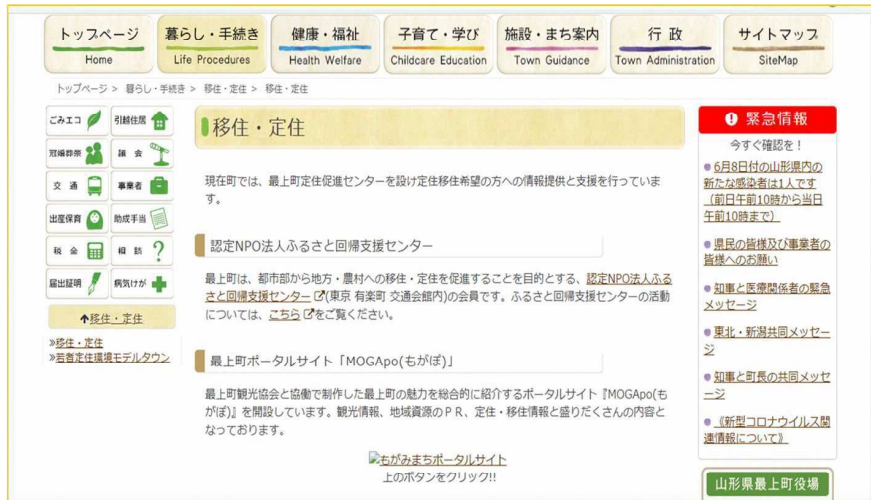 トップページ
Home
暮らし・手続き
Life Procedures
健康・福祉
Health Welfare
子育て・学び
Childcare Education
施設・まち案内
Town Guidance
行 政
Town Administration
サイトマップ
SiteMap
トップページ > 暮らし・手続き > 移住・定住 > 移住・定住
ごみエコ
引越住居
冠婚葬祭
議 会
交 通
事業者
出産保育
助成手当
税 金
相 談
届出証明
病気けが
↑移住・定住
»移住・定住
»若者定住環境モデルタウン
移住・定住
現在町では、最上町定住促進センターを設け定住移住希望の方への情報提供と支援を行っていま
す。
認定NPO法人ふるさと回帰支援センター
最上町は、都市部から地方・農村への移住・定住を促進することを目的とする、認定NPO法人ふる
さと回帰支援センター(東京 有楽町 交通会館内)の会員です。ふるさと回帰支援センターの活動
については、こちらをご覧ください。
最上町ポータルサイト「MOGApo(もがぽ)」
最上町観光協会と協働で制作した最上町の魅力を総合的に紹介するポータルサイト『MOGApo(も
がぽ)』を開設しています。観光情報、地域資源のPR、定住・移住情報と盛りだくさんの内容と
なっております。
もがみまちポータルサイト
上のボタンをクリック!!
緊急情報
今すぐ確認を！
6月8日付の山形県内の
新たな感染者は1人です
（前日午前10時から当日
午前10時まで）
県民の皆様及び事業者の
皆様へのお願い
知事と医療関係者の緊急
メッセージ
東北・新潟共同メッセー
ジ
知事と町長の共同メッセ
ージ
《新型コロナウイルス関
連情報について》
山形県最上町役場